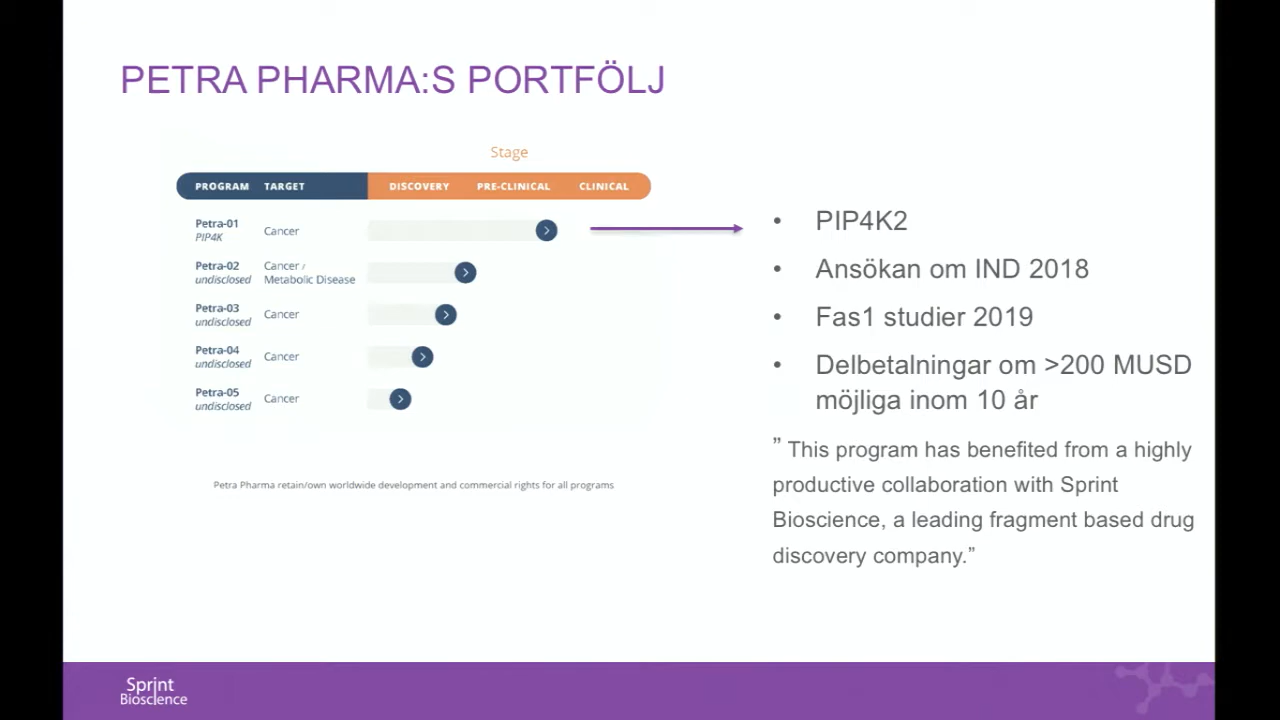 PETRA PHARMA:S PORTFÖLJ
Stage
PROGRAM TARGET DISCOVERY PRE-CLINICAL CLINICAL
Petra-01
PIP4K
Cancer
Petra-02
undisclosed
Cancer /
Metabolic Disease
Petra-03
undisclosed
Cancer
Petra-04
undisclosed
Cancer
Petra-05
undisclosed
Cancer
Petra Pharma retain/own worldwide development and commercial rights for all programs
• PIP4K2
• Ansökan om IND 2018
• Fas1 studier 2019
• Delbetalningar om >200 MUSD
möjliga inom 10 år
” This program has benefited from a highly
productive collaboration with Sprint
Bioscience, a leading fragment based drug
discovery company.”
Sprint
Bioscience